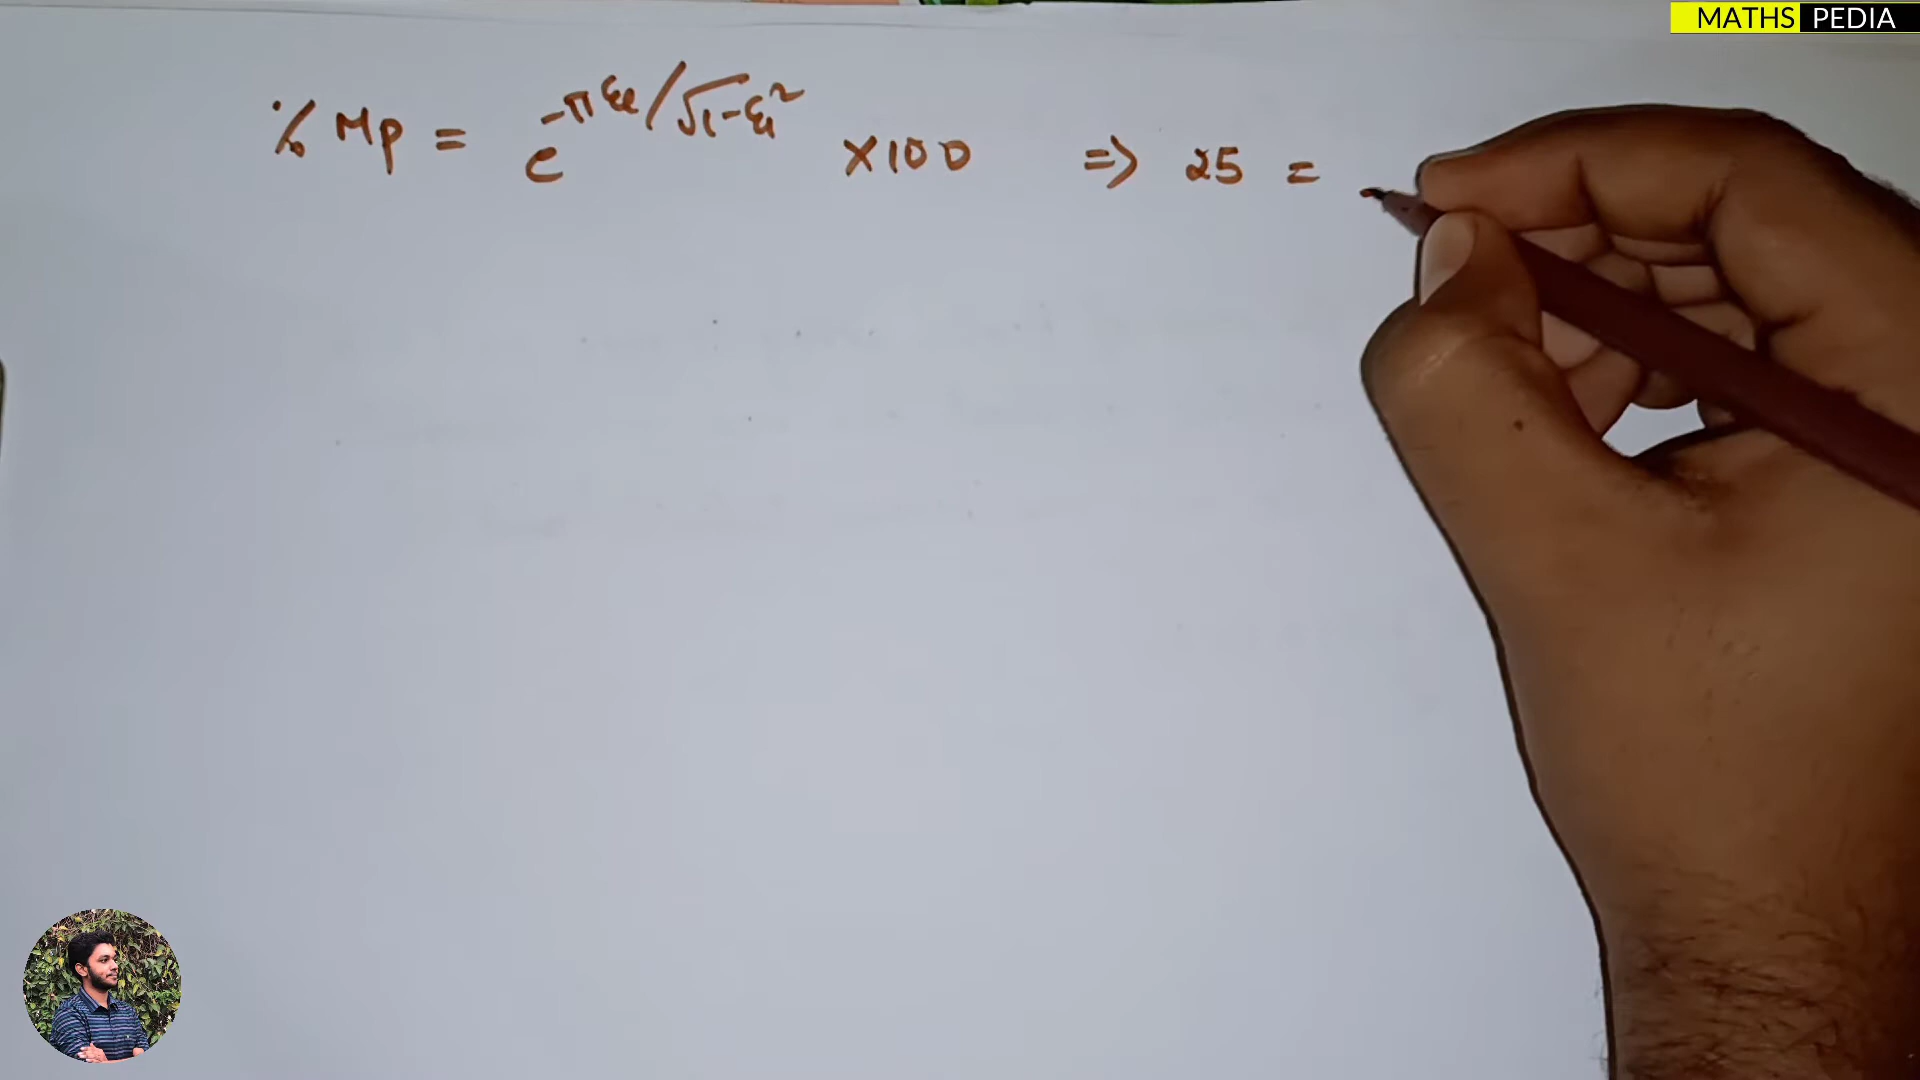 MATHS PEDIA
% Mp = e^{-πξ/√1-ξ²} ×100 => 25 =